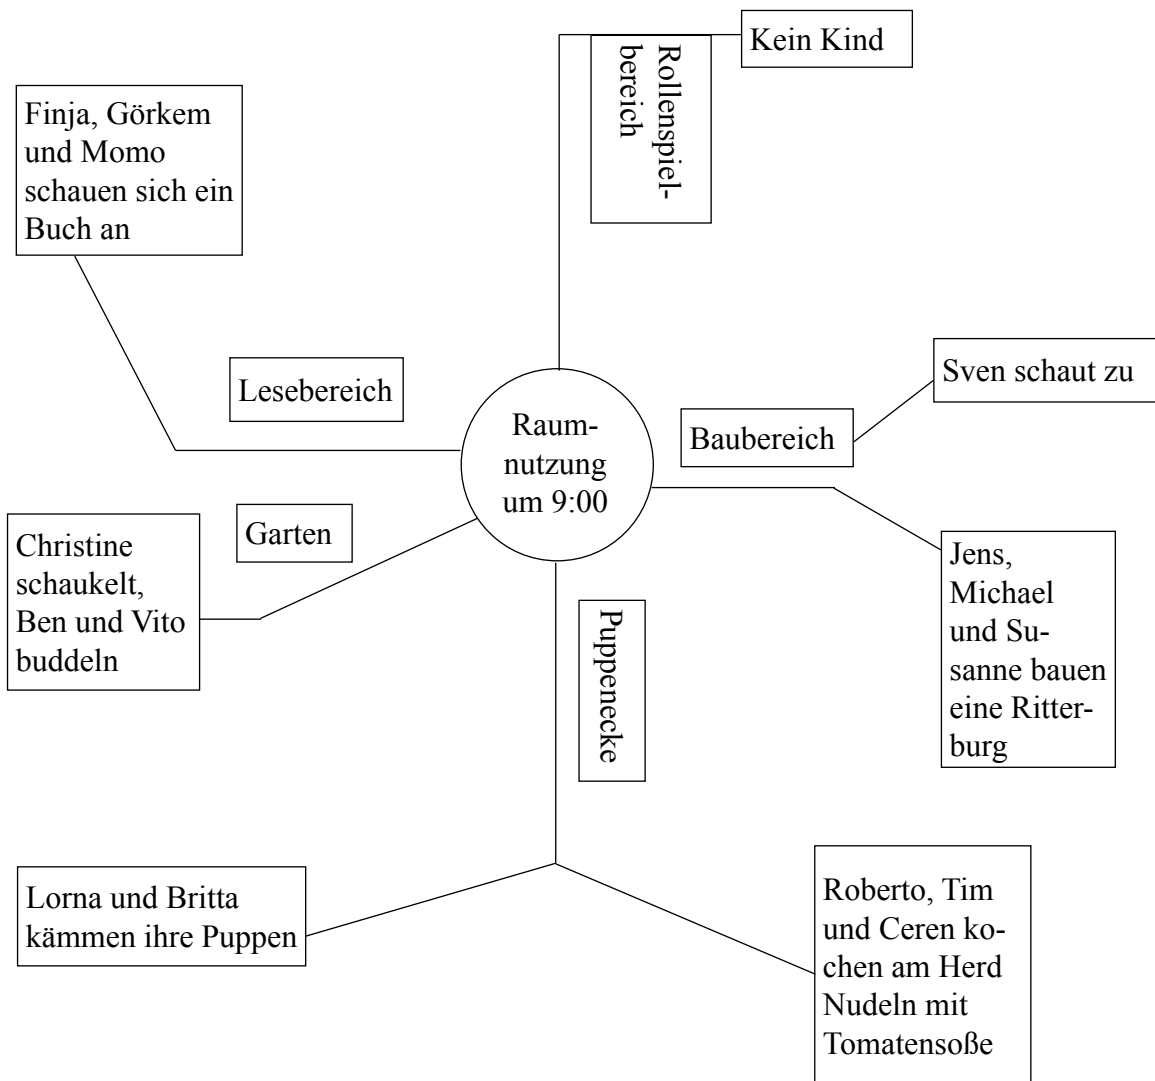 Kein Kind
Rollenspiel-
bereich
Finja, Görkem
und Momo
schauen sich ein
Buch an
Lesebereich
Raum-
nutzung
um 9:00
Baubereich
Sven schaut zu
Garten
Christine
schaukelt,
Ben und Vito
buddeln
Jens,
Michael
und Su-
sanne bauen
eine Ritter-
burg
Puppenecke
Lorna und Britta
kämmen ihre Puppen
Roberto, Tim
und Ceren ko-
chen am Herd
Nudeln mit
Tomatensoße